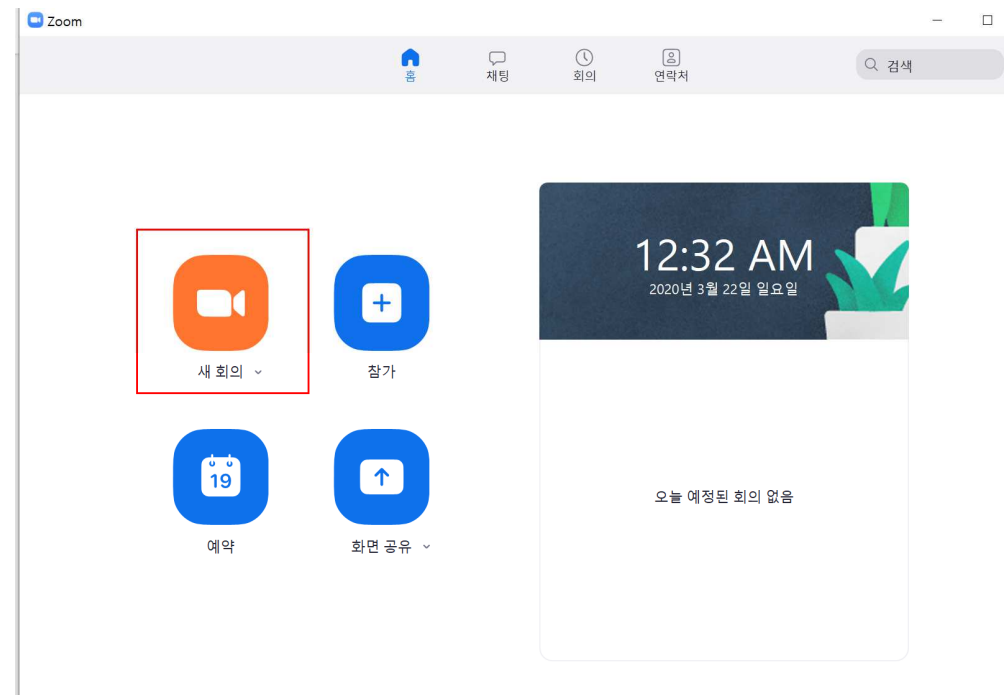 Zoom
홈
채팅
회의
연락처
검색
12:32 AM
2020년 3월 22일 일요일
새 회의
참가
19
예약
화면 공유
오늘 예정된 회의 없음